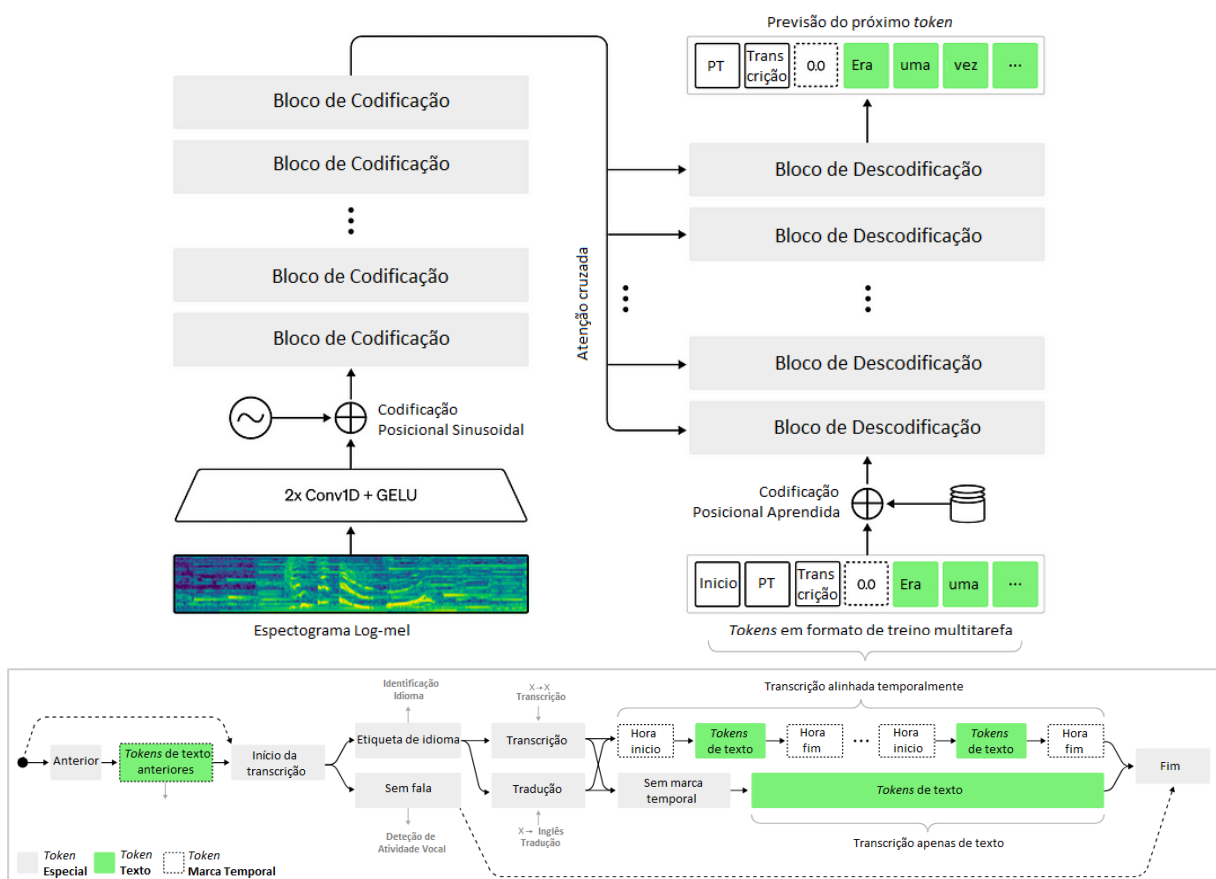 Previsão do próximo token
PT
Trans
crição
0.0
Era
uma
vez
...
Bloco de Codificação
Bloco de Codificação
Bloco de Codificação
Bloco de Codificação
Codificação
Posicional Sinusoidal
2x Conv1D + GELU
Espectograma Log-mel
Atenção cruzada
Bloco de Descodificação
Bloco de Descodificação
Bloco de Descodificação
Bloco de Descodificação
Codificação
Posicional Aprendida
Inicio
PT
Trans
crição
0.0
Era
uma
...
Tokens em formato de treino multitarefa
Identificação
Idioma
X→X
Transcrição
Transcrição alinhada temporalmente
Anterior
Tokens de texto
anteriores
Início da
transcrição
Etiqueta de idioma
Transcrição
Hora
inicio
Tokens
de texto
Hora
fim
...
Hora
inicio
Tokens
de texto
Hora
fim
Sem fala
Tradução
Sem marca
temporal
Tokens de texto
Fim
Deteção de
Atividade Vocal
X→ Inglês
Tradução
Transcrição apenas de texto
Token
Especial
Token
Texto
Token
Marca Temporal